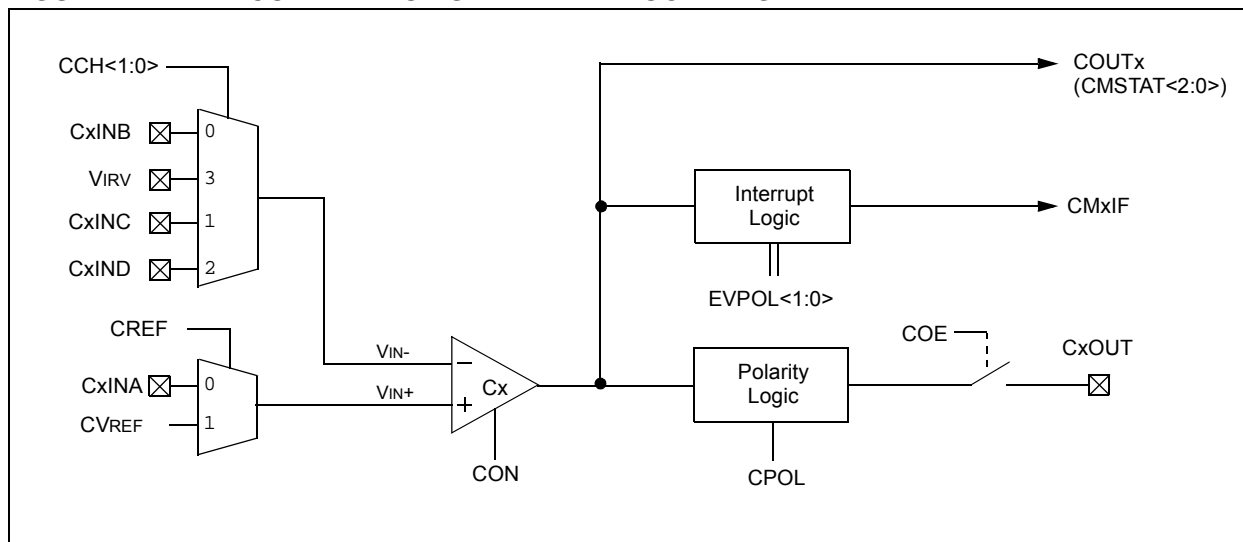 CCH<1:0>
CxINB
0
VIRV
3
CxINC
1
CxIND
2
CREF
CxINA
0
CVREF
1
VIN-
VIN+
Cx
CON
COUTx
(CMSTAT<2:0>)
Interrupt
Logic
CMxIF
EVPOL<1:0>
COE
CxOUT
Polarity
Logic
CPOL